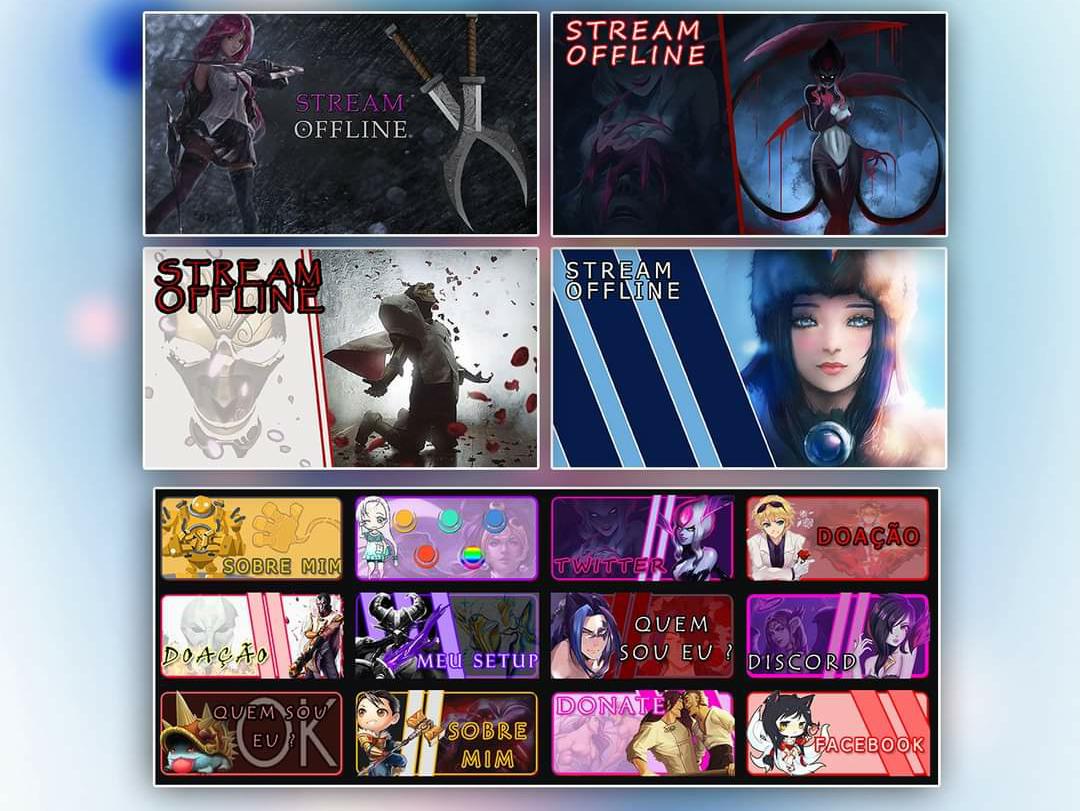 STREAM
OFFLINE
STREAM
OFFLINE
STREAM
OFFLINE
STREAM
OFFLINE
SOBRE MIM
TWITTER
DOAÇÃO
DOAÇÃO
MEU SETUP
QUEM
SOU EU ?
DISCORD
QUEM SOU
EU ?
OK
SOBRE
MIM
DONATE
FACEBOOK